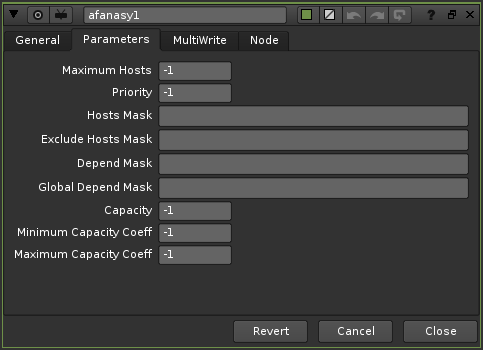 afanasy1
?
General Parameters MultiWrite Node
Maximum Hosts -1
Priority -1
Hosts Mask
Exclude Hosts Mask
Depend Mask
Global Depend Mask
Capacity -1
Minimum Capacity Coeff -1
Maximum Capacity Coeff -1
Revert Cancel Close